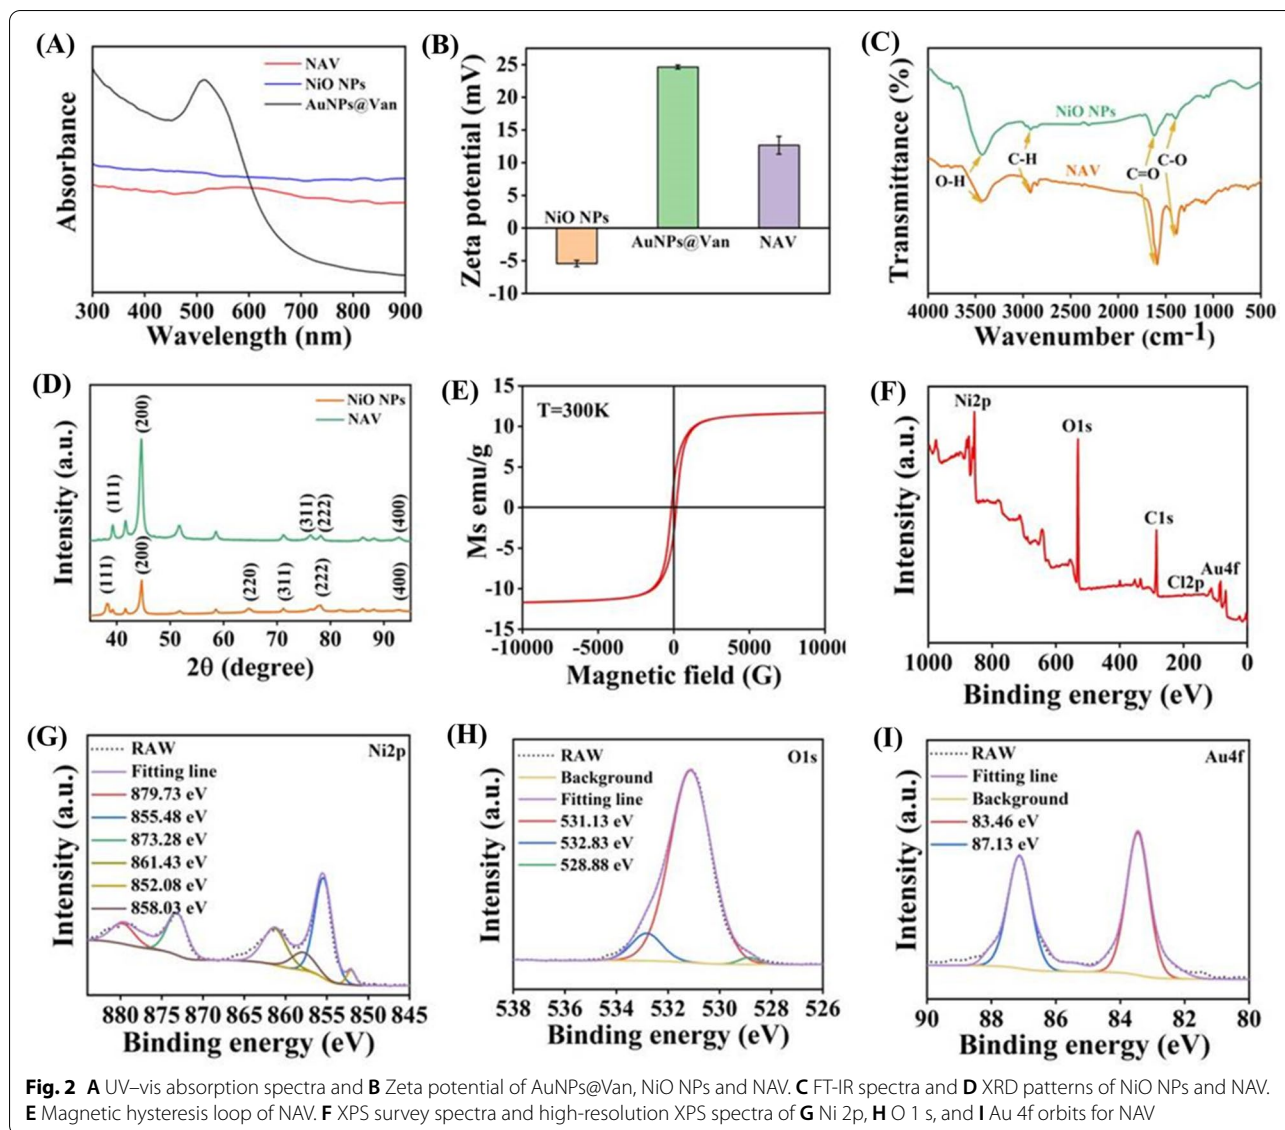 (A)
NAV
NiO NPs
AuNPs@Van
Absorbance
300 400 500 600 700 800 900
Wavelength (nm)
(B)
25
20
15
10
5
0
-5
-10
Zeta potential (mV)
NiO NPs
AuNPs@Van
NAV
(C)
Transmittance (%)
NiO NPs
NAV
O-H
C-H
C=O
C-O
4000 3500 3000 2500 2000 1500 1000 500
Wavenumber (cm-1)
(D)
NiO NPs
NAV
Intensity (a.u.)
(111)
(200)
(311)
(222)
(400)
(111)
(200)
(220)
(311)
(222)
(400)
40 50 60 70 80 90
2θ (degree)
(E)
T=300K
15
10
5
0
-5
-10
-15
Ms emu/g
-10000 -5000 0 5000 10000
Magnetic field (G)
(F)
Ni2p
O1s
C1s
Cl2p
Au4f
Intensity (a.u.)
1000 800 600 400 200 0
Binding energy (eV)
(G)
RAW
Fitting line
879.73 eV
855.48 eV
873.28 eV
861.43 eV
852.08 eV
858.03 eV
Ni2p
Intensity (a.u.)
880 875 870 865 860 855 850 845
Binding energy (eV)
(H)
RAW
Background
Fitting line
531.13 eV
532.83 eV
528.88 eV
O1s
Intensity (a.u.)
538 536 534 532 530 528 526
Binding energy (eV)
(I)
RAW
Fitting line
Background
83.46 eV
87.13 eV
Au4f
Intensity (a.u.)
90 88 86 84 82 80
Binding energy (eV)
Fig. 2 A UV–vis absorption spectra and B Zeta potential of AuNPs@Van, NiO NPs and NAV. C FT-IR spectra and D XRD patterns of NiO NPs and NAV.
E Magnetic hysteresis loop of NAV. F XPS survey spectra and high-resolution XPS spectra of G Ni 2p, H O 1 s, and I Au 4f orbits for NAV